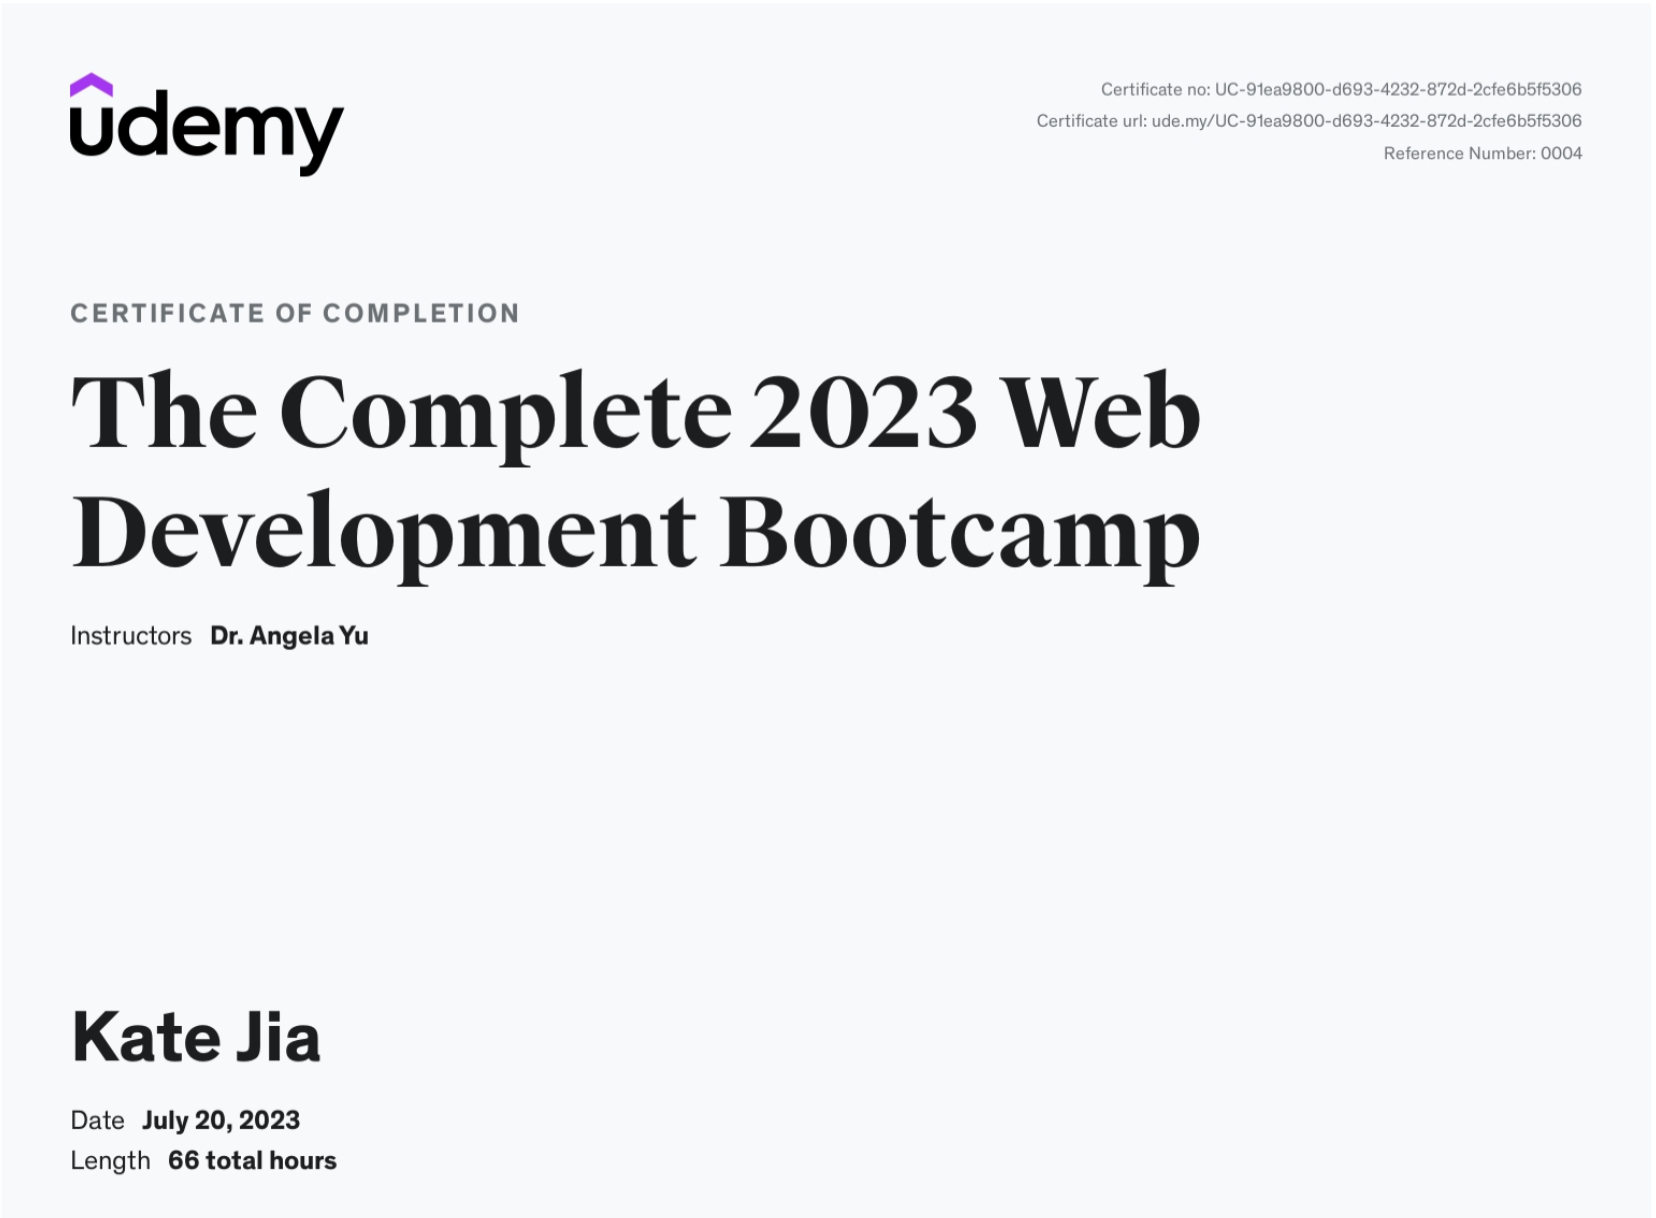 udemy
Certificate no: UC-91ea9800-d693-4232-872d-2cfe6b5f5306
Certificate url: ude.my/UC-91ea9800-d693-4232-872d-2cfe6b5f5306
Reference Number: 0004
CERTIFICATE OF COMPLETION
The Complete 2023 Web
Development Bootcamp
Instructors Dr. Angela Yu
Kate Jia
Date July 20, 2023
Length 66 total hours